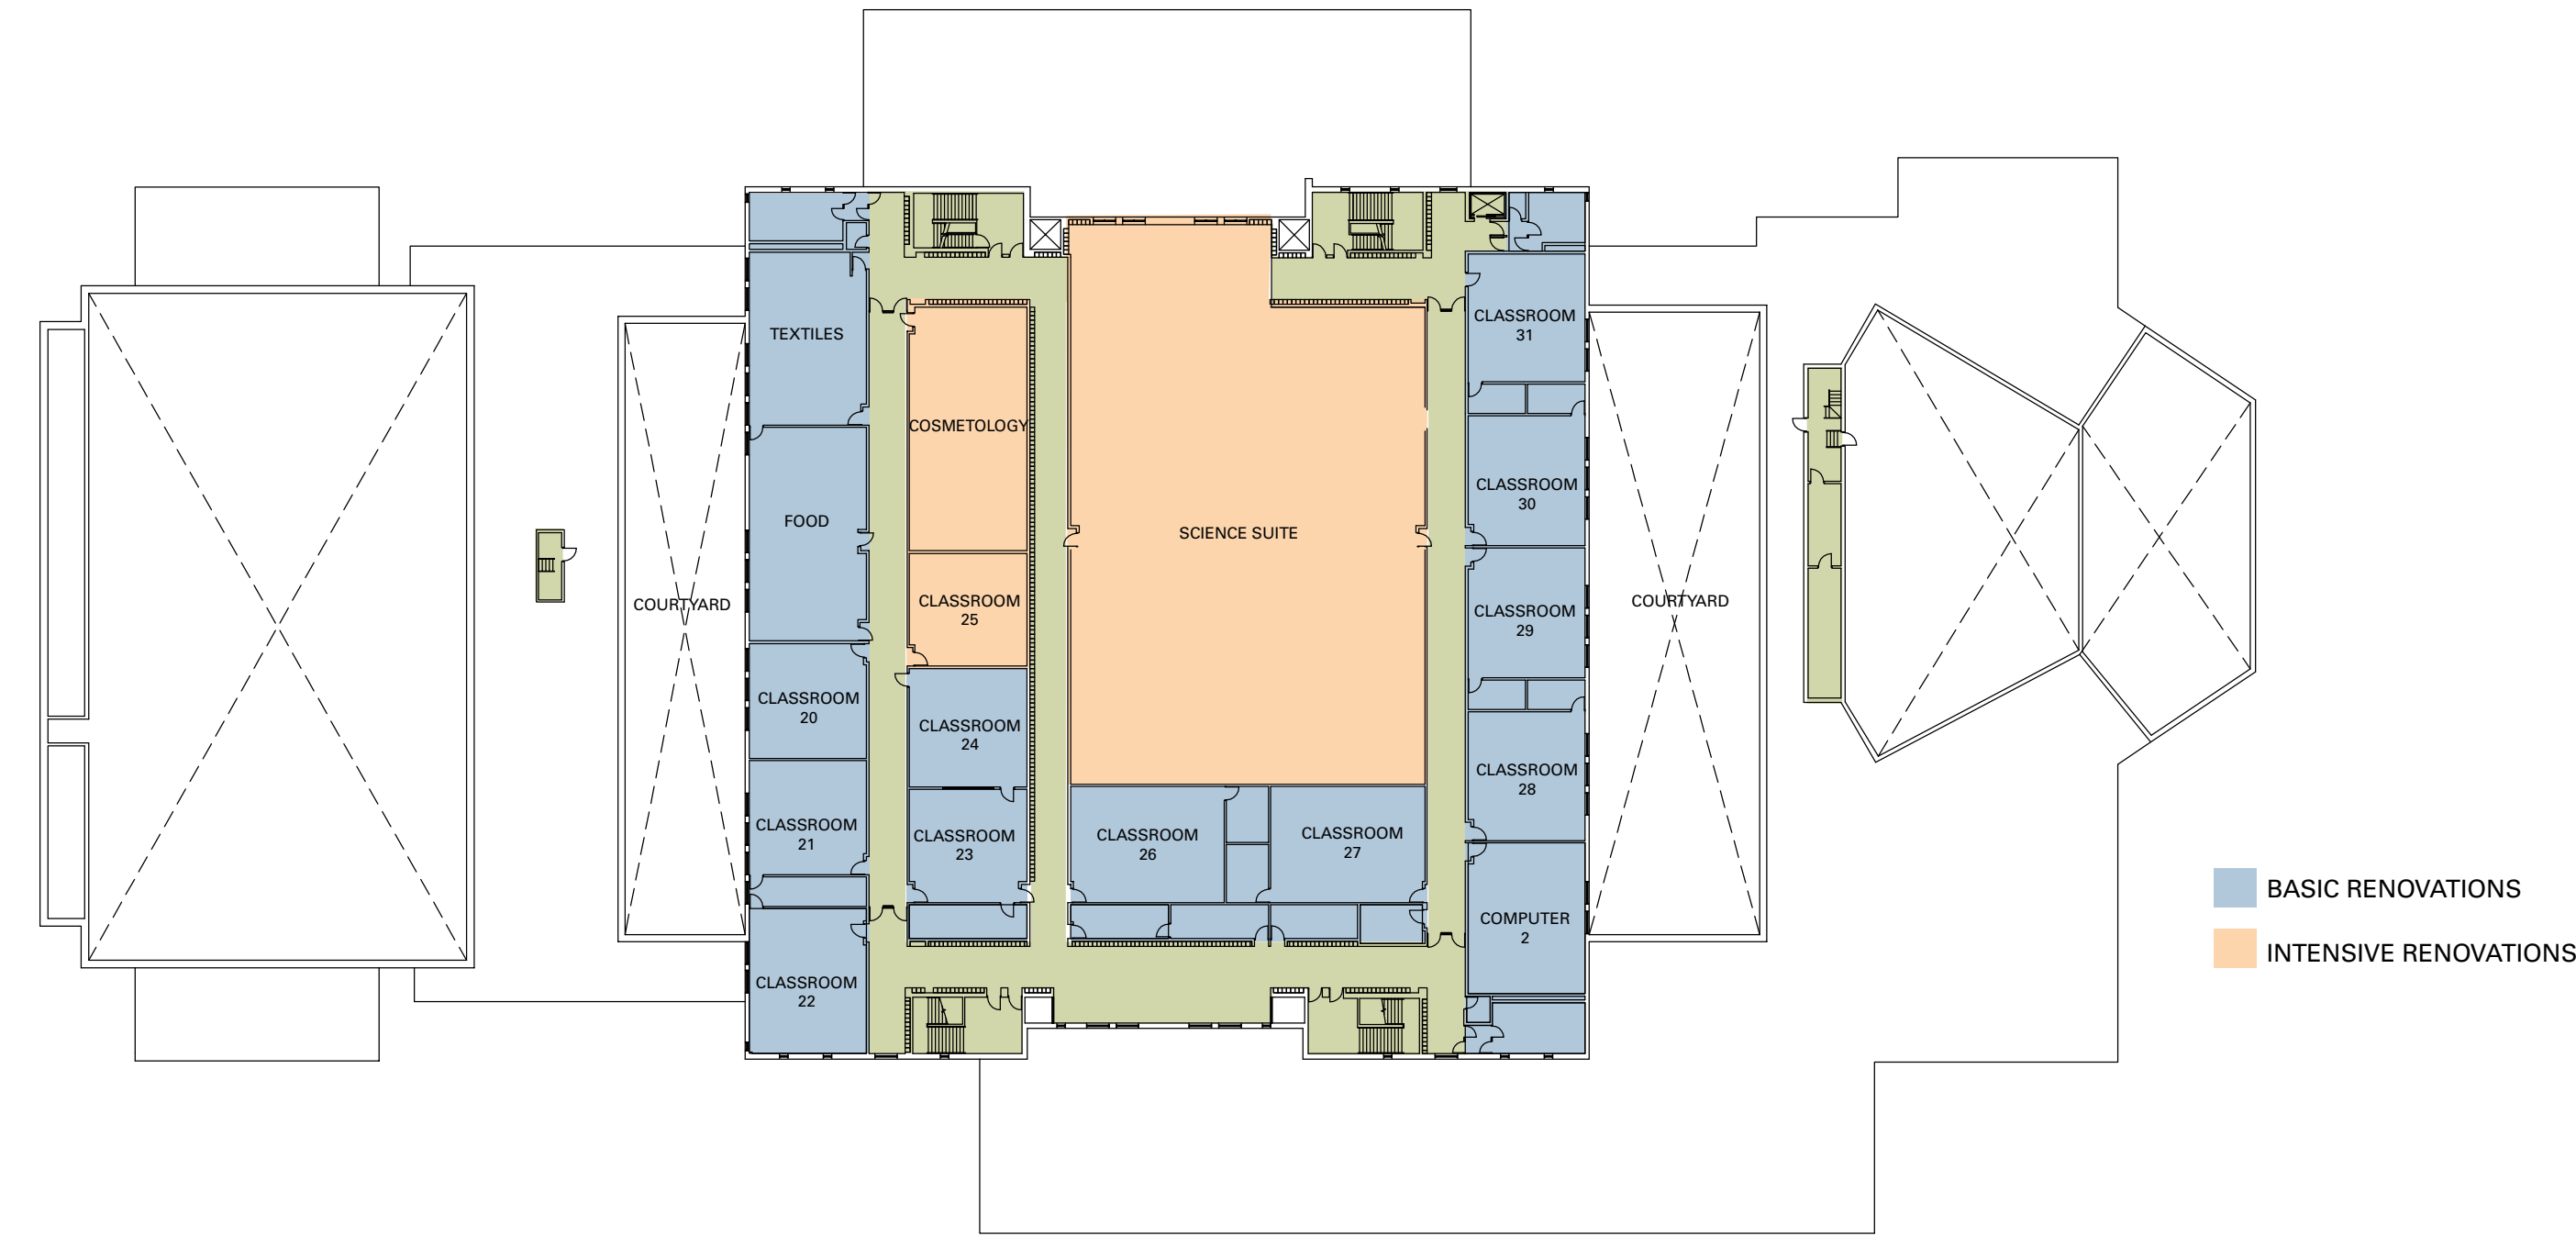 TEXTILES
FOOD
COURTYARD
CLASSROOM
20
CLASSROOM
21
CLASSROOM
22
COSMETOLOGY
CLASSROOM
25
CLASSROOM
24
CLASSROOM
23
SCIENCE SUITE
CLASSROOM
26
CLASSROOM
27
CLASSROOM
31
CLASSROOM
30
CLASSROOM
29
CLASSROOM
28
COMPUTER
2
COURTYARD
BASIC RENOVATIONS
INTENSIVE RENOVATIONS